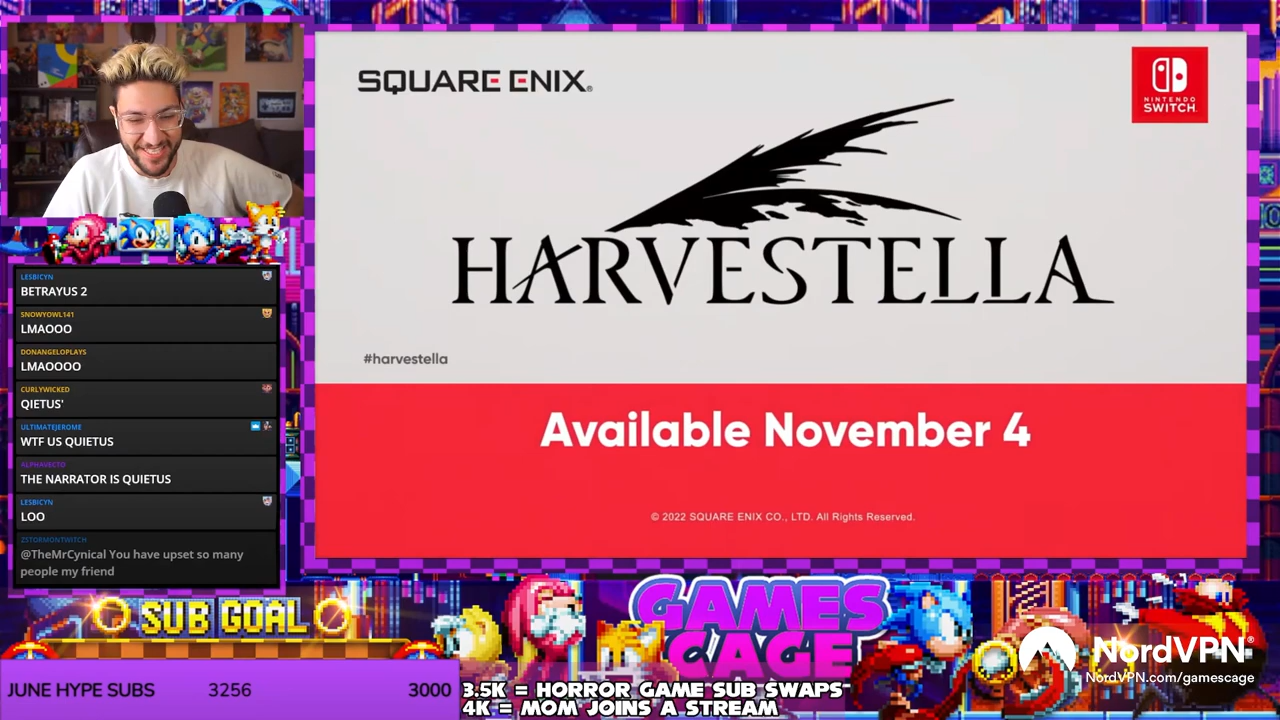 SQUARE ENIX®
NINTENDO
SWITCH
HARVESTELLA
#harvestella
Available November 4
© 2022 SQUARE ENIX CO., LTD. All Rights Reserved.
LESBICYN
BETRAYUS 2
SNOWYOWL141
LMAOOO
DONANGELOPLAYS
LMAOOOO
CURLYWICKED
QIETUS'
ULTIMATEJEROME
WTF US QUIETUS
ALPHAVECTO
THE NARRATOR IS QUIETUS
LESBICYN
LOO
ZSTORMONTWITCH
@TheMrCynical You have upset so many
people my friend
SUB GOAL
JUNE HYPE SUBS 3256 3000
GAMES
CAGE
3.5K = HORROR GAME SUB SWAPS
4K = MOM JOINS A STREAM
NordVPN®
NordVPN.com/gamescage